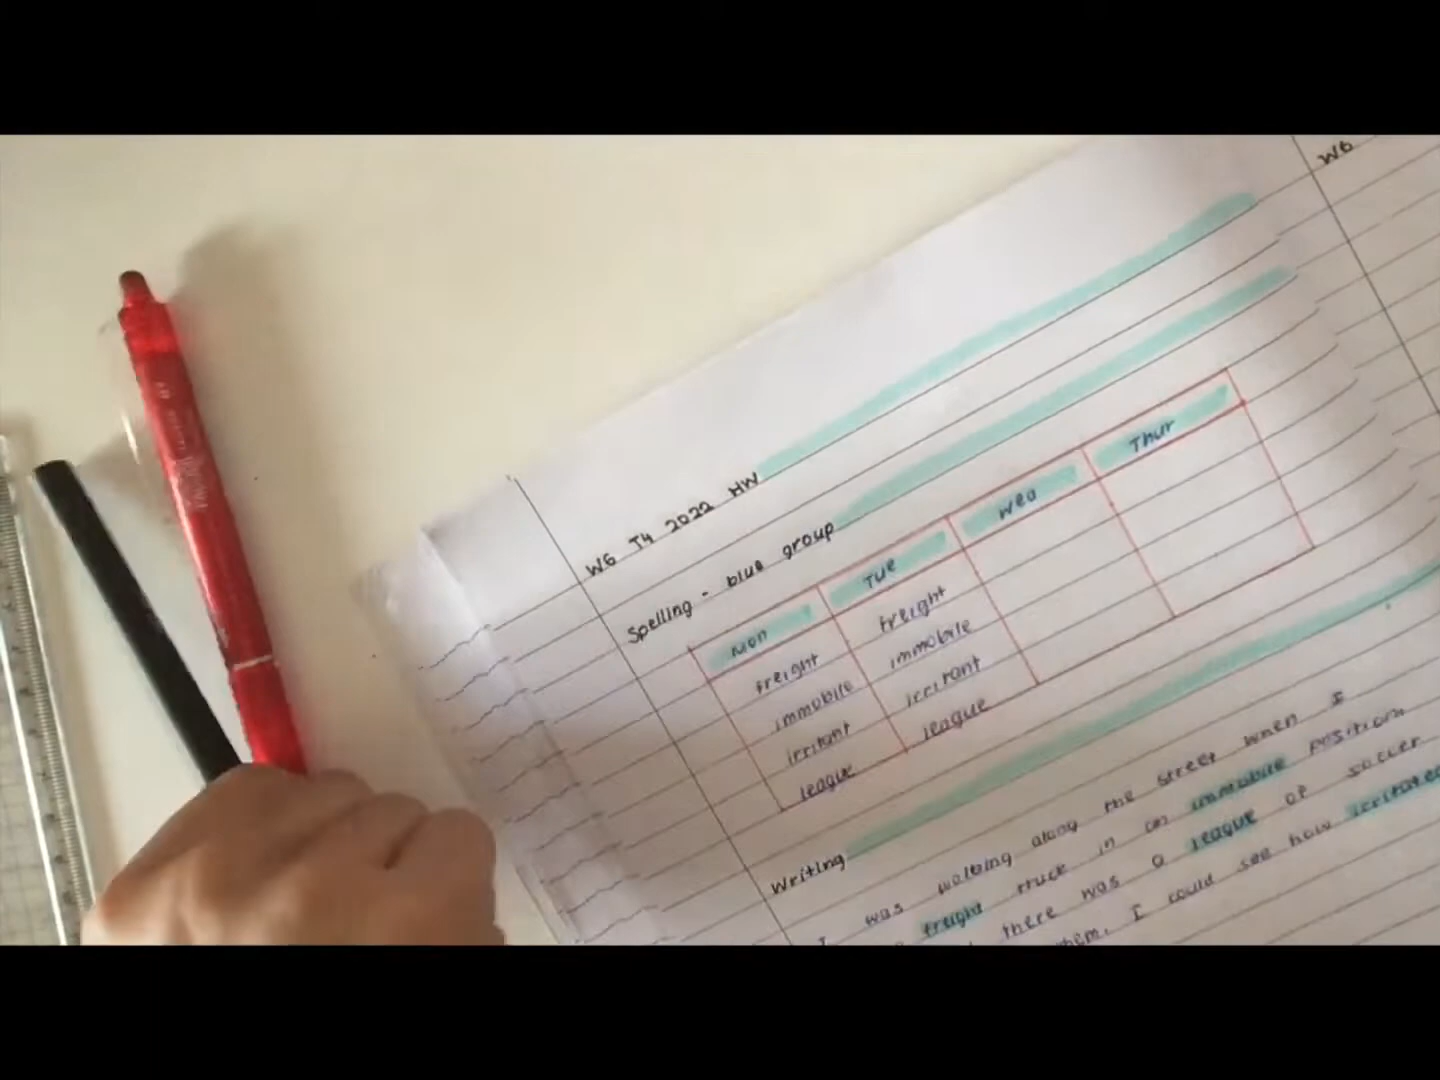 W6
W6 T4 2022 HW
Spelling - blue group
Mon Tue Wed Thur
freight freight
immobile immobile
irritant irritant
league league
Writing
I was walking along the street when I
freight truck in an immobile position
there was a league of soccer
them. I could see how irritated